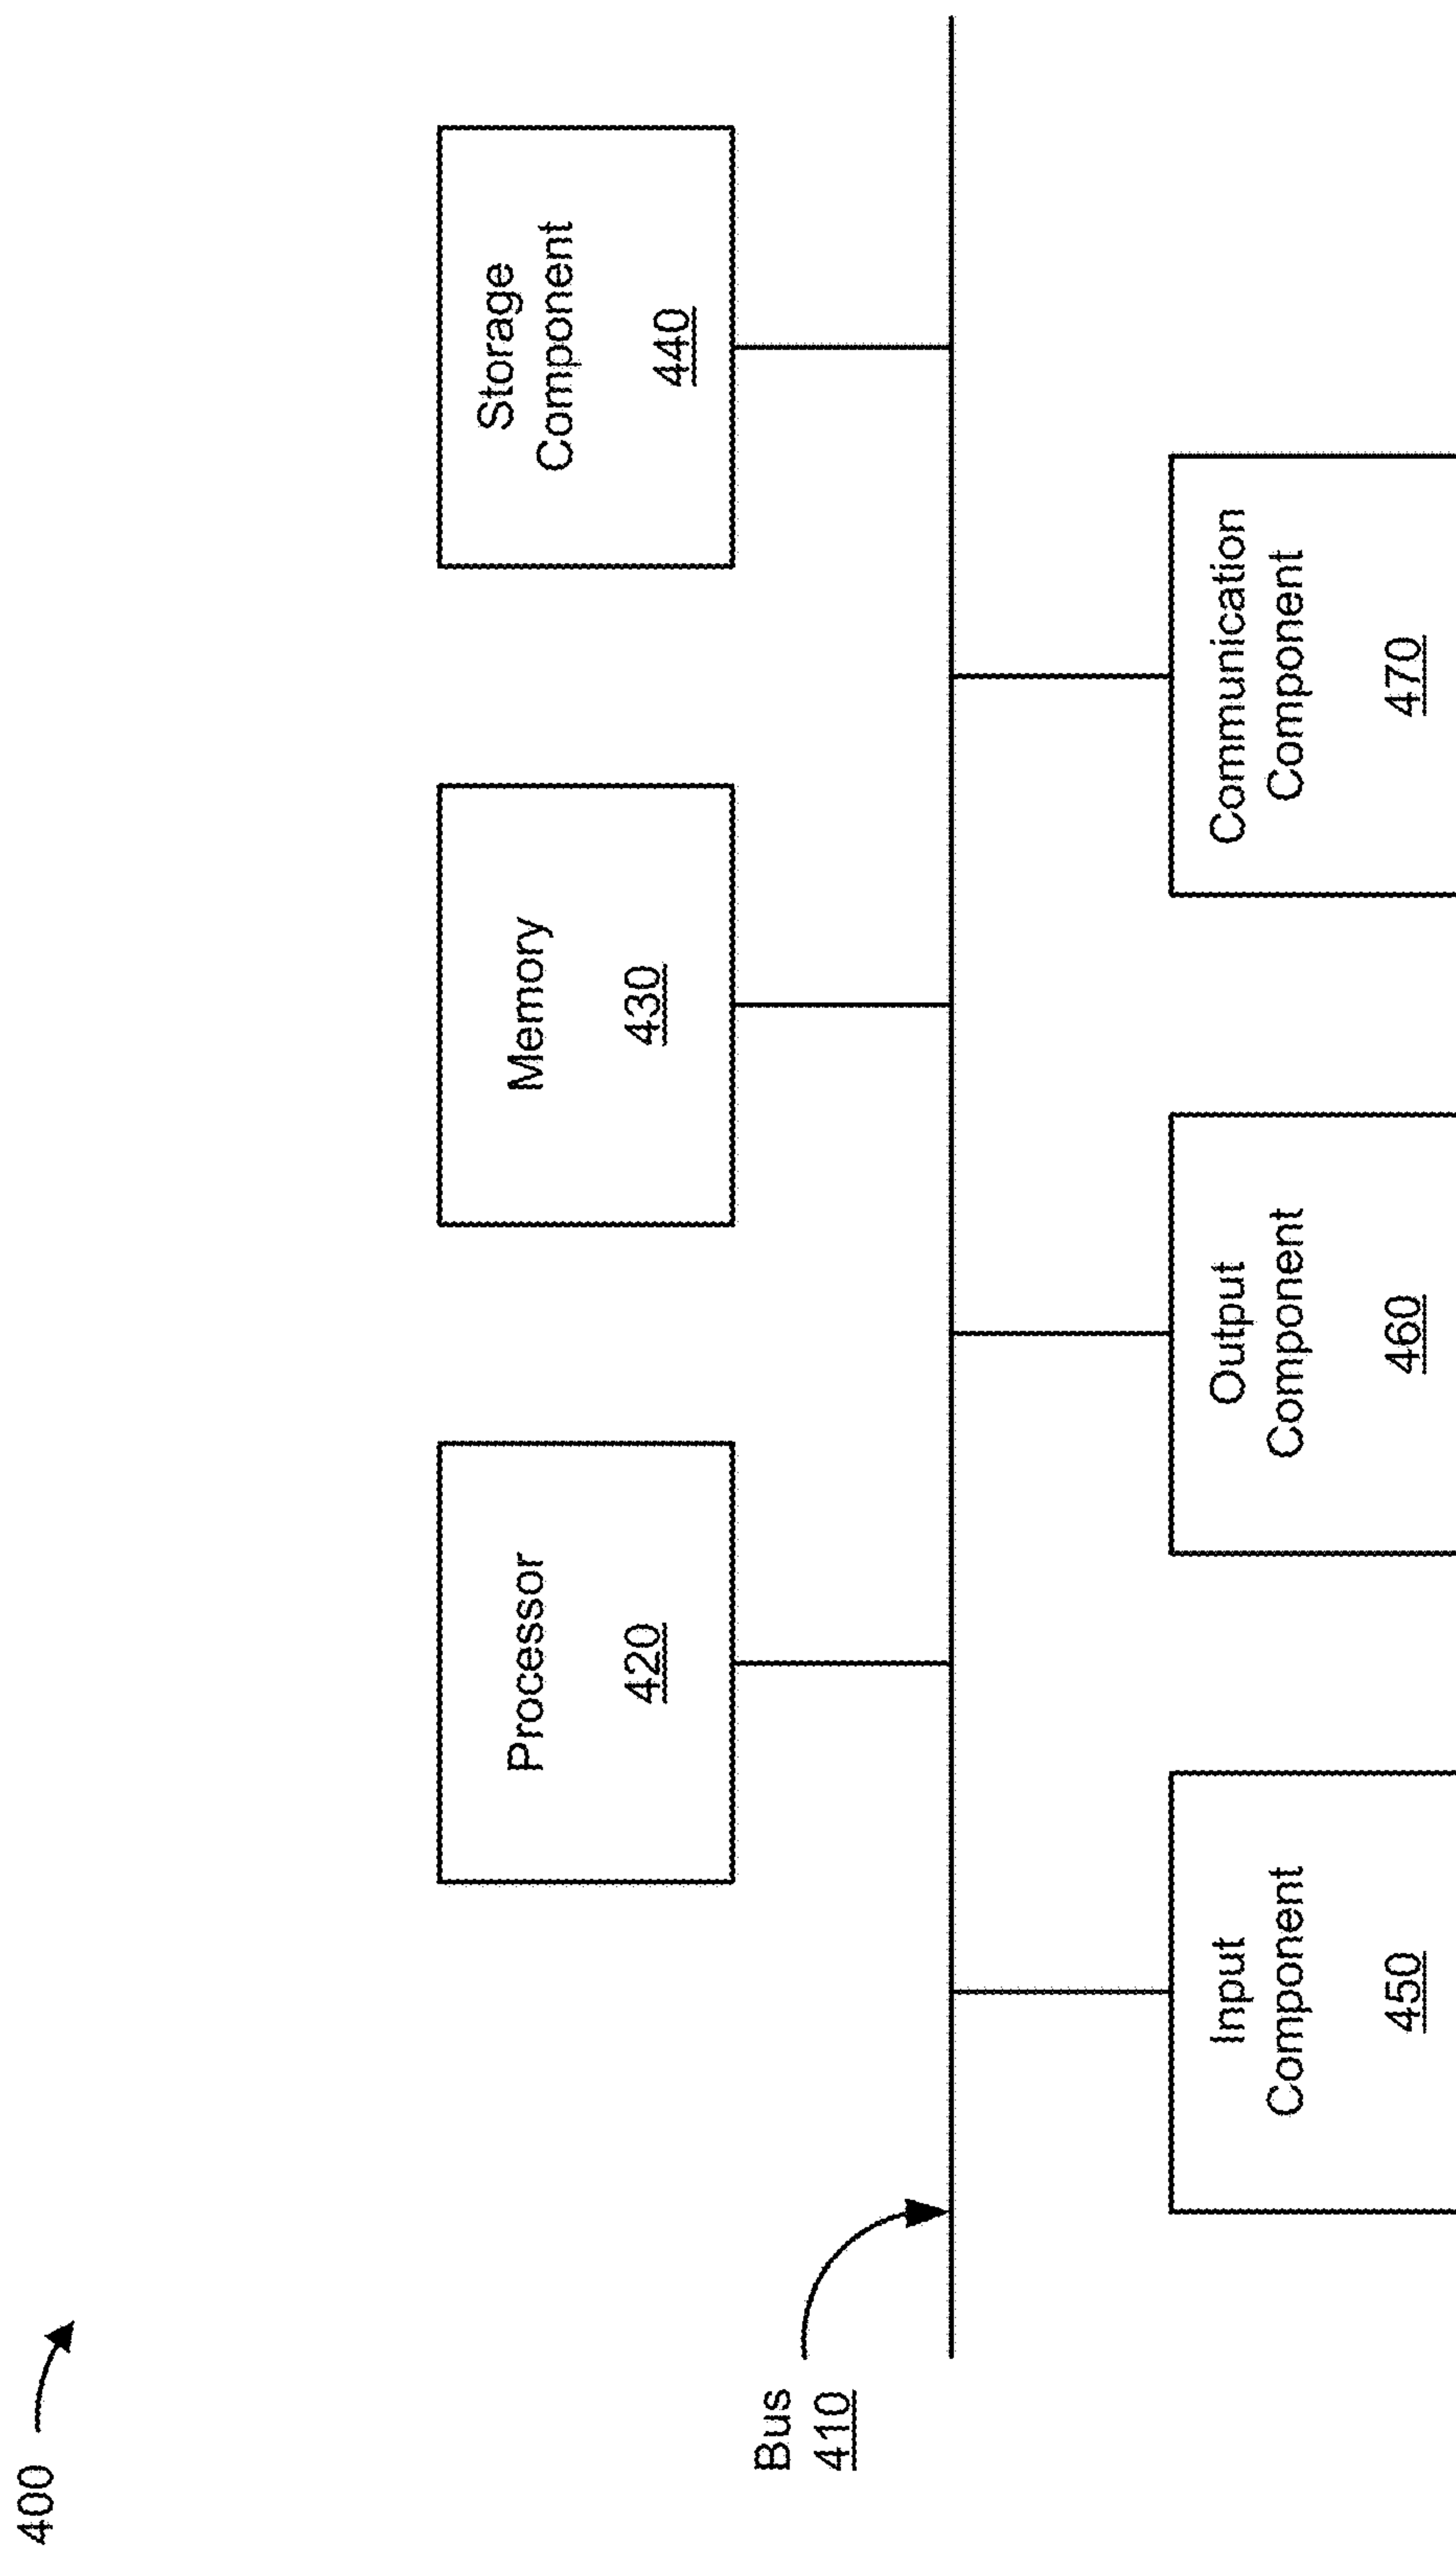 400
Processor
420
Memory
430
Storage
Component
440
Bus
410
Input
Component
450
Output
Component
460
Communication
Component
470